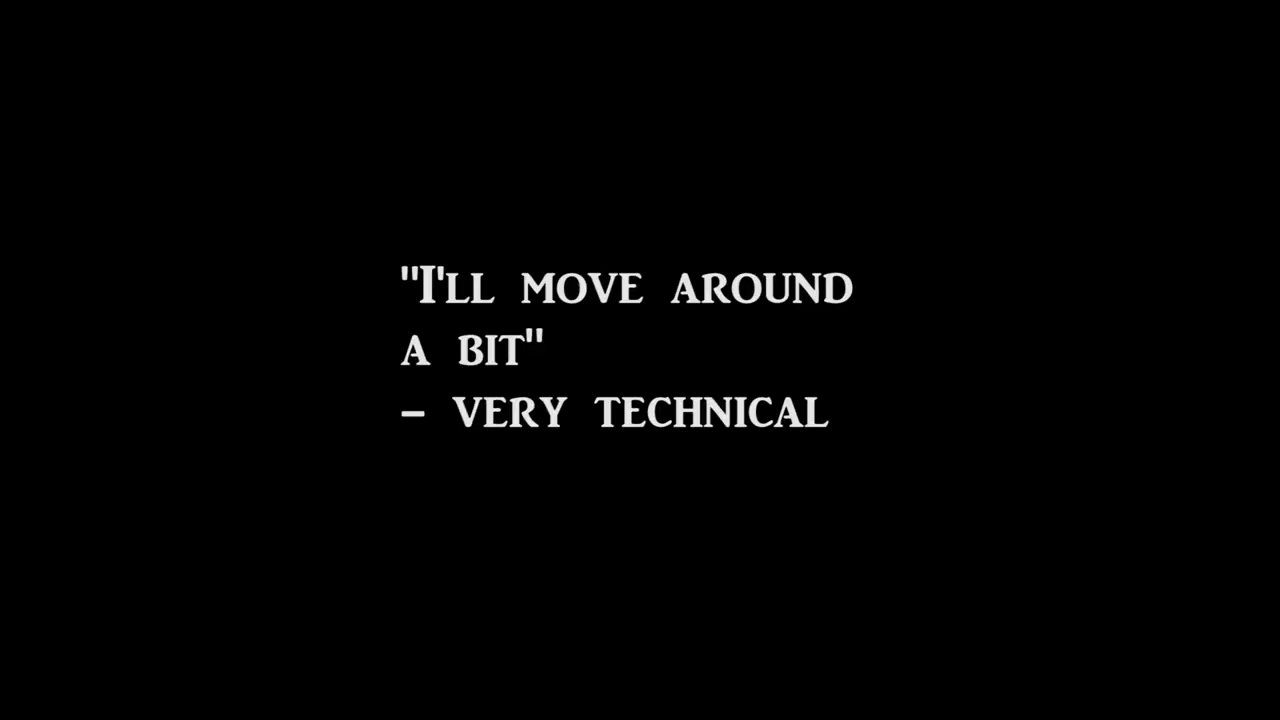 "I'll move around
a bit"
– very technical